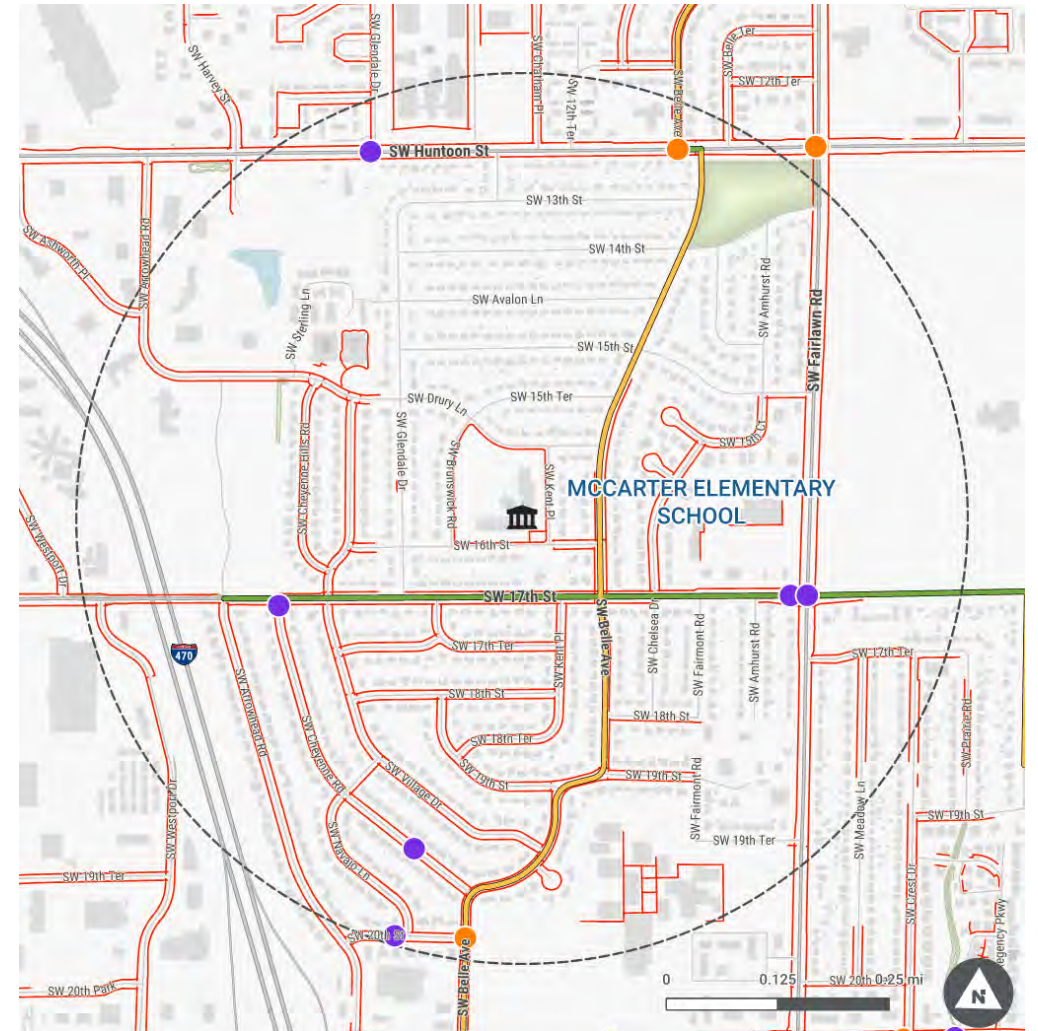 SW Glendale Dr
SW Harvey St
SW Chatham Pl
SW 12th Ter
SW Belle Ave
SW Belle Ter
SW 12th Ter
SW Huntoon St
SW 13th St
SW 14th St
SW Ashworth Pl
SW Arrowhead Rd
SW Sterling Ln
SW Avalon Ln
SW Amhurst Rd
SW Fairlawn Rd
SW 15th St
SW Drury Ln
SW 15th Ter
SW Glendale Dr
SW Cheyenne Hills Rd
SW Brunswick Rd
SW Kent Pl
SW 15th Ct
MCCARTER ELEMENTARY
SCHOOL
SW Westport Dr
SW 16th St
SW 17th St
SW Belle Ave
SW Chelsea Dr
SW Fairmont Rd
SW Amhurst Rd
470
SW 17th Ter
SW Kent Pl
SW 17th Ter
SW 18th St
SW 18th St
SW Arrowhead Rd
SW Cheyenne Rd
SW 18th Ter
SW 19th St
SW 19th St
SW Prairie Rd
SW Village Dr
SW Fairmont Rd
SW Meadow Ln
SW 19th St
SW Westport Dr
SW Navajo Ln
SW 19th Ter
SW 19th Ter
SW Crest Dr
egency Pkwy
SW 20th St
SW Belle Ave
0 0.125 0.25 mi
SW 20th Park
N